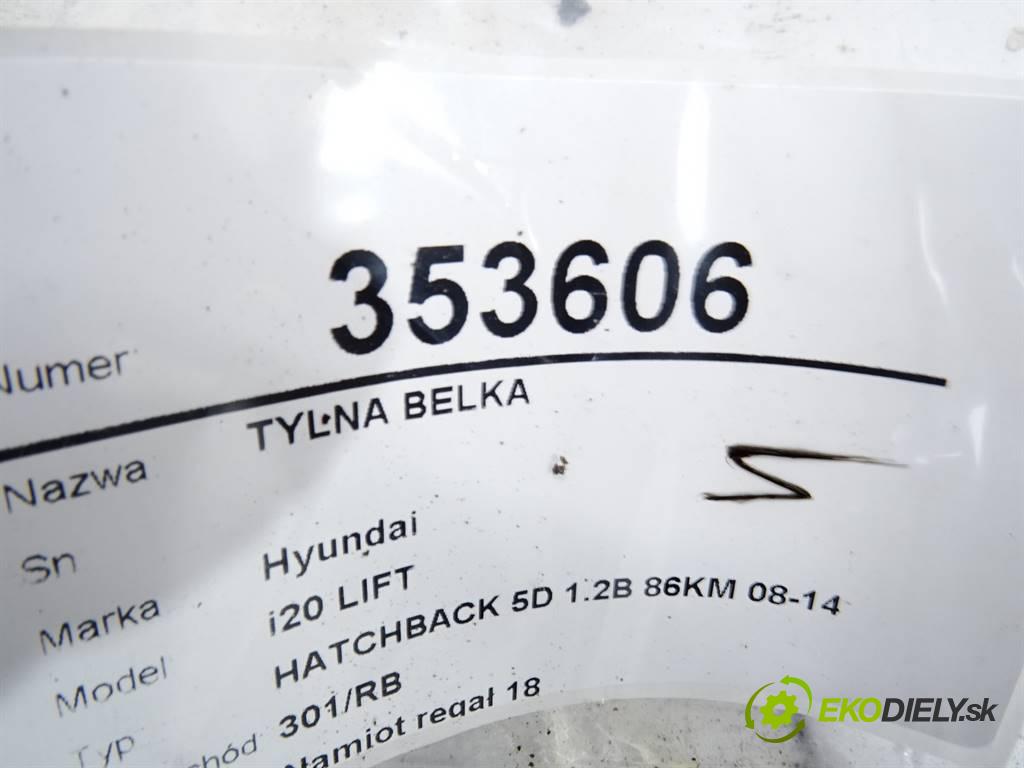 Numer 353606
Nazwa TYLNA BELKA
Sn
Marka Hyundai
Model i20 LIFT
Typ HATCHBACK 5D 1.2B 86KM 08-14
301/RB
Namiot regał 18
EKODIELY.sk